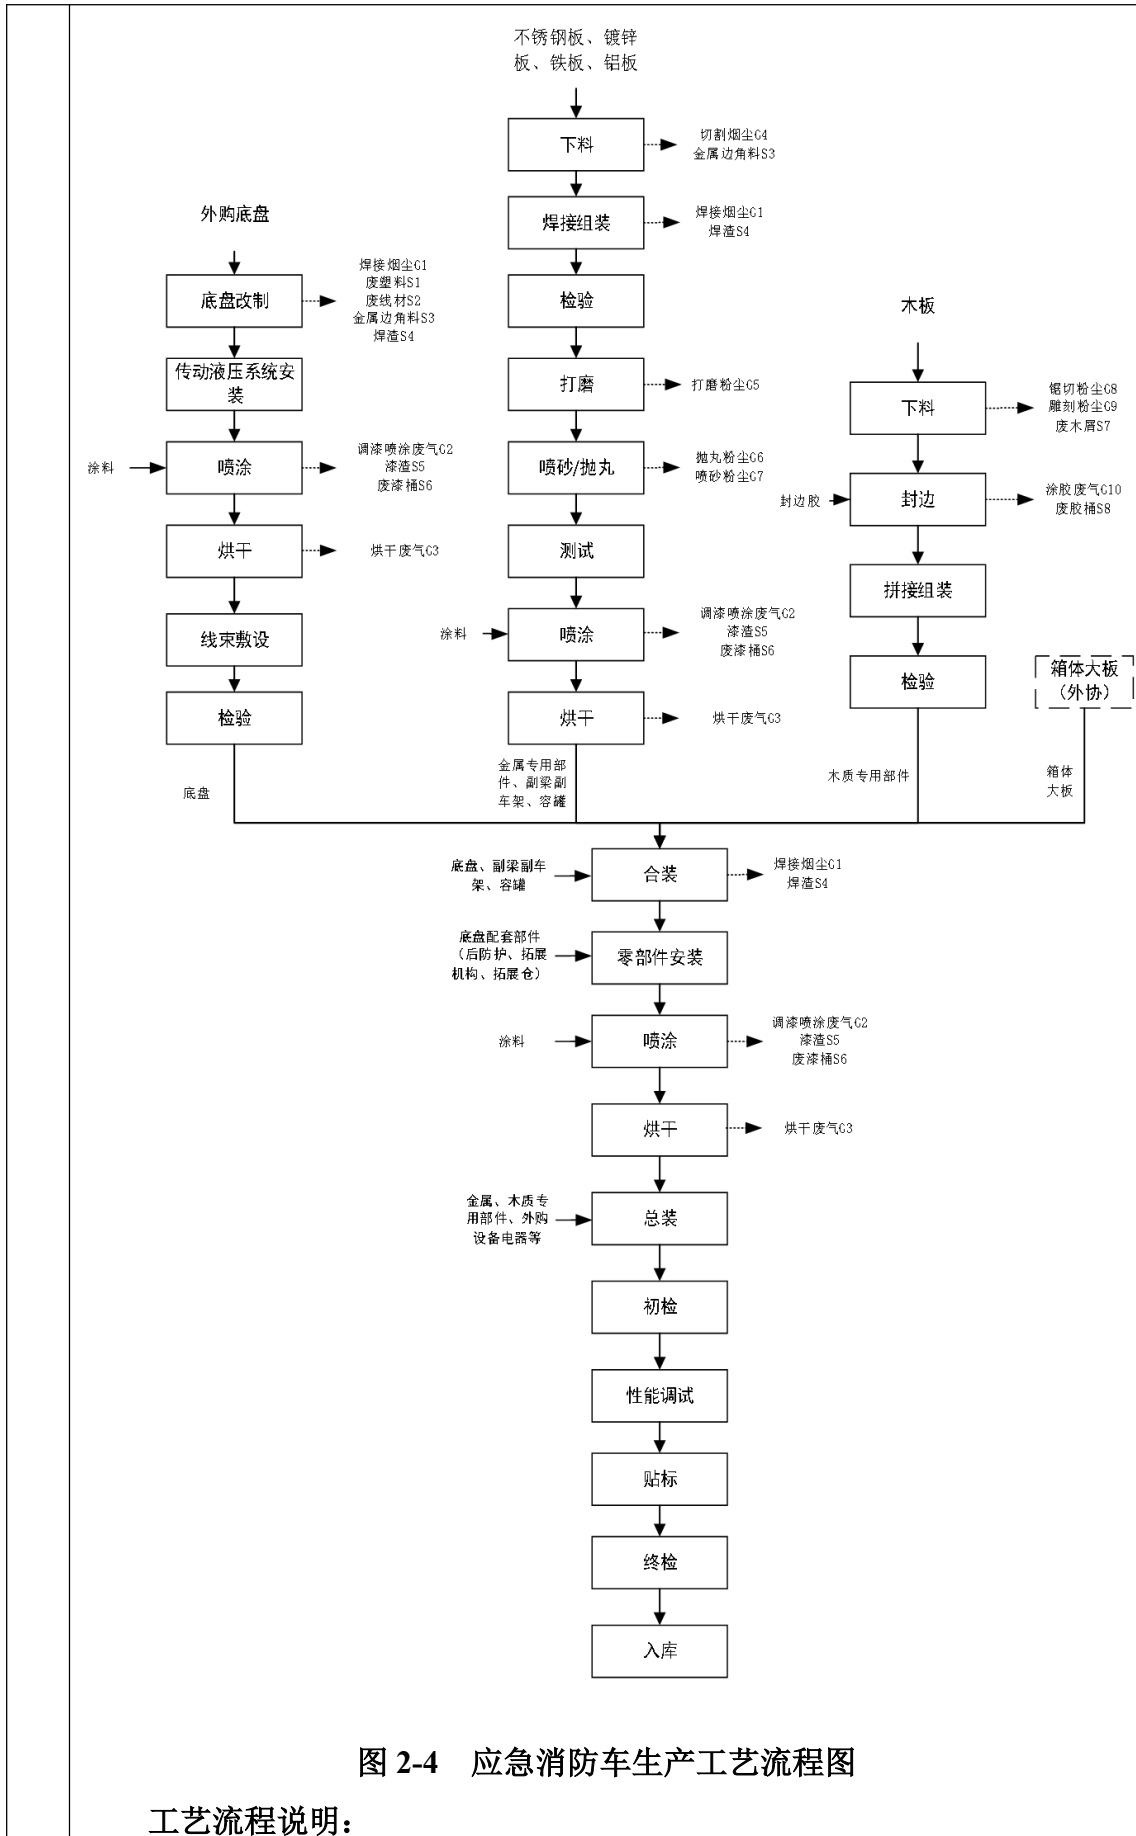 不锈钢板、镀锌
板、铁板、铝板
下料
切割烟尘G4
金属边角料S3
焊接组装
焊接烟尘G1
焊渣S4
检验
打磨
打磨粉尘G5
喷砂/抛丸
抛丸粉尘G6
喷砂粉尘G7
测试
涂料
喷涂
调漆喷涂废气G2
漆渣S5
废漆桶S6
烘干
烘干废气G3
金属专用部
件、副梁副
车架、容罐
外购底盘
底盘改制
焊接烟尘G1
废塑料S1
废线材S2
金属边角料S3
焊渣S4
传动液压系统安
装
涂料
喷涂
调漆喷涂废气G2
漆渣S5
废漆桶S6
烘干
烘干废气G3
线束敷设
检验
底盘
木板
下料
锯切粉尘G8
雕刻粉尘G9
废木屑S7
封边胶
封边
涂胶废气G10
废胶桶S8
拼接组装
检验
木质专用部件
箱体大板
（外协）
箱体
大板
底盘、副梁副车
架、容罐
合装
焊接烟尘G1
焊渣S4
底盘配套部件
（后防护、拓展
机构、拓展仓）
零部件安装
涂料
喷涂
调漆喷涂废气G2
漆渣S5
废漆桶S6
烘干
烘干废气G3
金属、木质专
用部件、外购
设备电器等
总装
初检
性能调试
贴标
终检
入库
图 2-4 应急消防车生产工艺流程图
工艺流程说明：